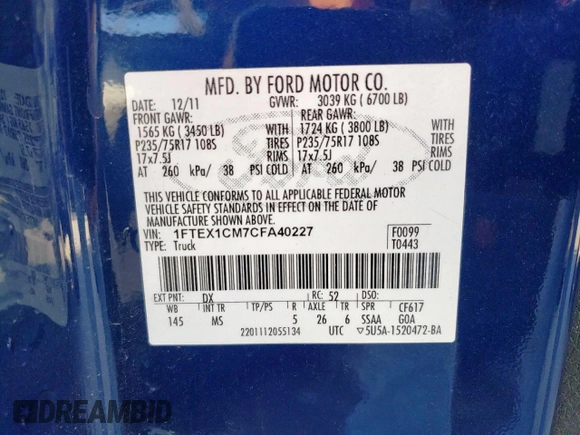 MFD. BY FORD MOTOR CO.
DATE: 12/11 GVWR: 3039 KG ( 6700 LB)
FRONT GAWR: REAR GAWR:
1565 KG ( 3450 LB) WITH 1724 KG ( 3800 LB) WITH
P235/75R17 108S TIRES P235/75R17 108S TIRES
17x7.5J RIMS 17x7.5J RIMS
AT 260 kPa/ 38 PSI COLD AT 260 kPa/ 38 PSI COLD
THIS VEHICLE CONFORMS TO ALL APPLICABLE FEDERAL MOTOR
VEHICLE SAFETY STANDARDS IN EFFECT ON THE DATE OF
MANUFACTURE SHOWN ABOVE.
VIN: 1FTEX1CM7CFA40227 F0099
TYPE: Truck T0443
EXT PNT: DX RC: 52 DSO:
WB INT TR TP/PS R AXLE TR SPR CF617
145 MS 5 26 6 SSAA GOA
2201112055134 UTC ▽5U5A-1520472-BA
DREAMBID